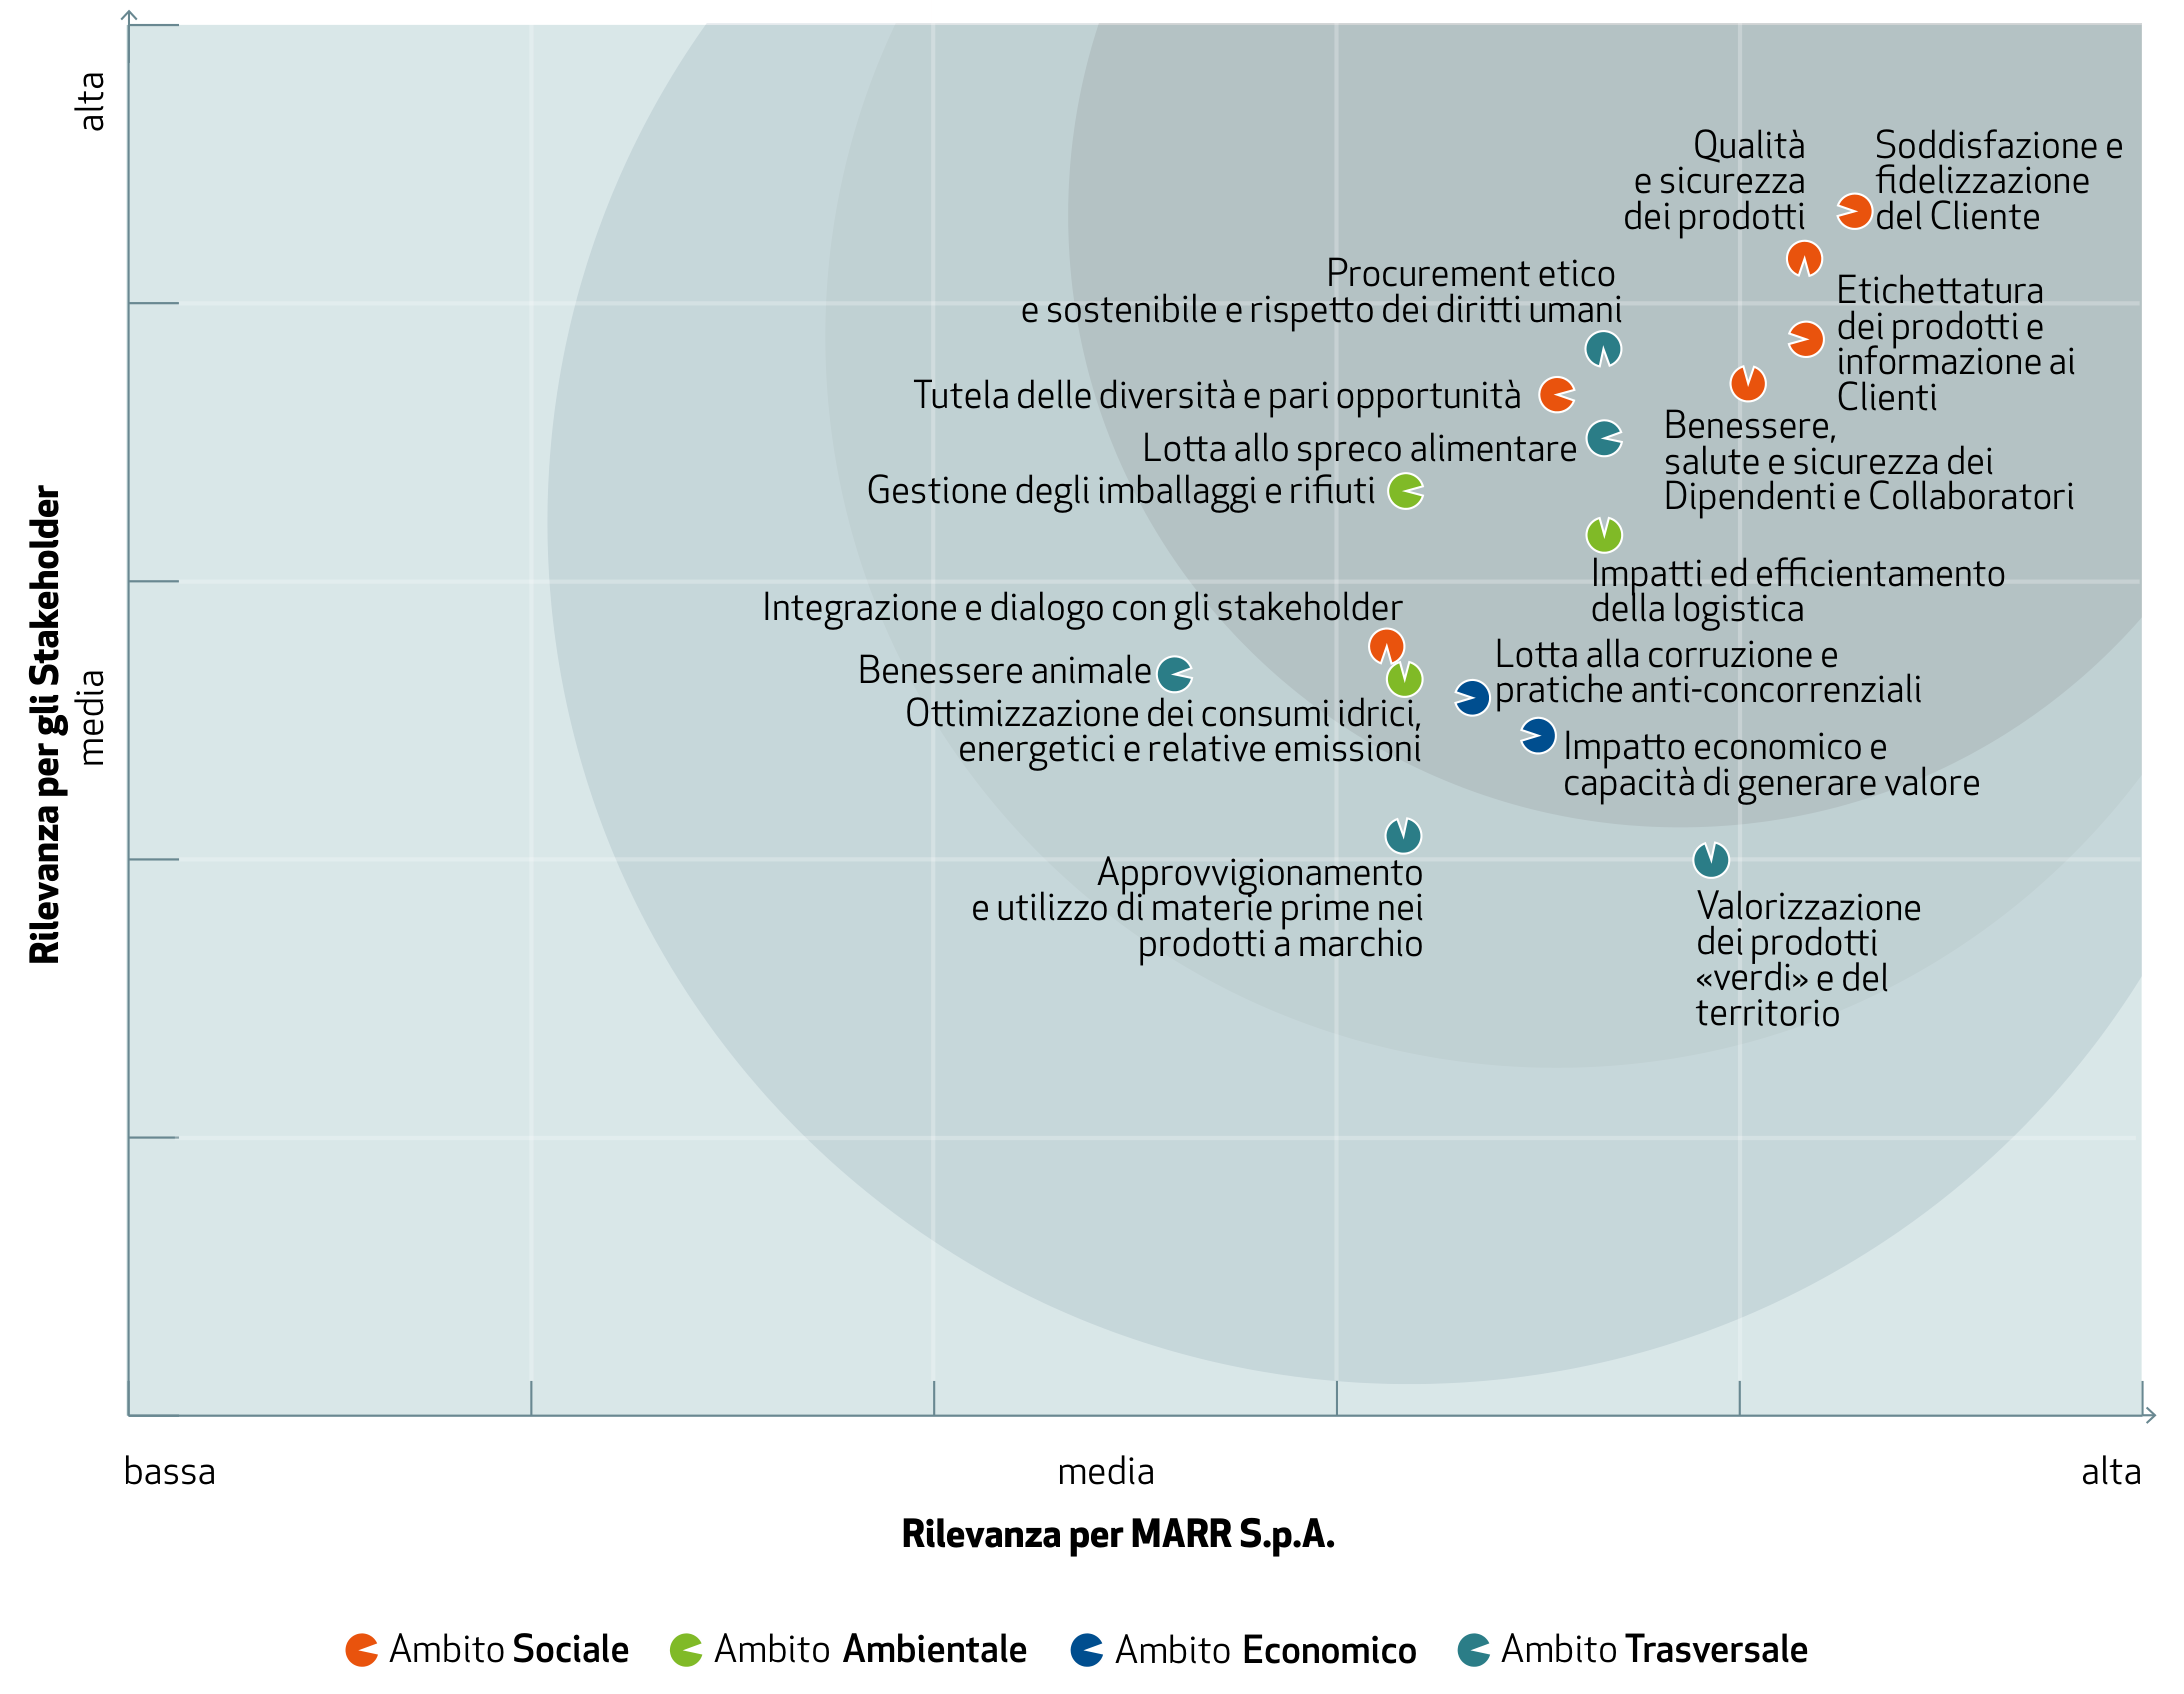 alta
Qualità
e sicurezza
dei prodotti
Soddisfazione e
fidelizzazione
del Cliente
Procurement etico
e sostenibile e rispetto dei diritti umani
Etichettatura
dei prodotti e
informazione ai
Clienti
Tutela delle diversità e pari opportunità
Lotta allo spreco alimentare
Benessere,
salute e sicurezza dei
Dipendenti e Collaboratori
Gestione degli imballaggi e rifiuti
Impatti ed efficientamento
della logistica
Integrazione e dialogo con gli stakeholder
Rilevanza per gli Stakeholder
media
Benessere animale
Lotta alla corruzione e
pratiche anti-concorrenziali
Ottimizzazione dei consumi idrici,
energetici e relative emissioni
Impatto economico e
capacità di generare valore
Approvvigionamento
e utilizzo di materie prime nei
prodotti a marchio
Valorizzazione
dei prodotti
«verdi» e del
territorio
bassa
media
alta
Rilevanza per MARR S.p.A.
Ambito Sociale
Ambito Ambientale
Ambito Economico
Ambito Trasversale